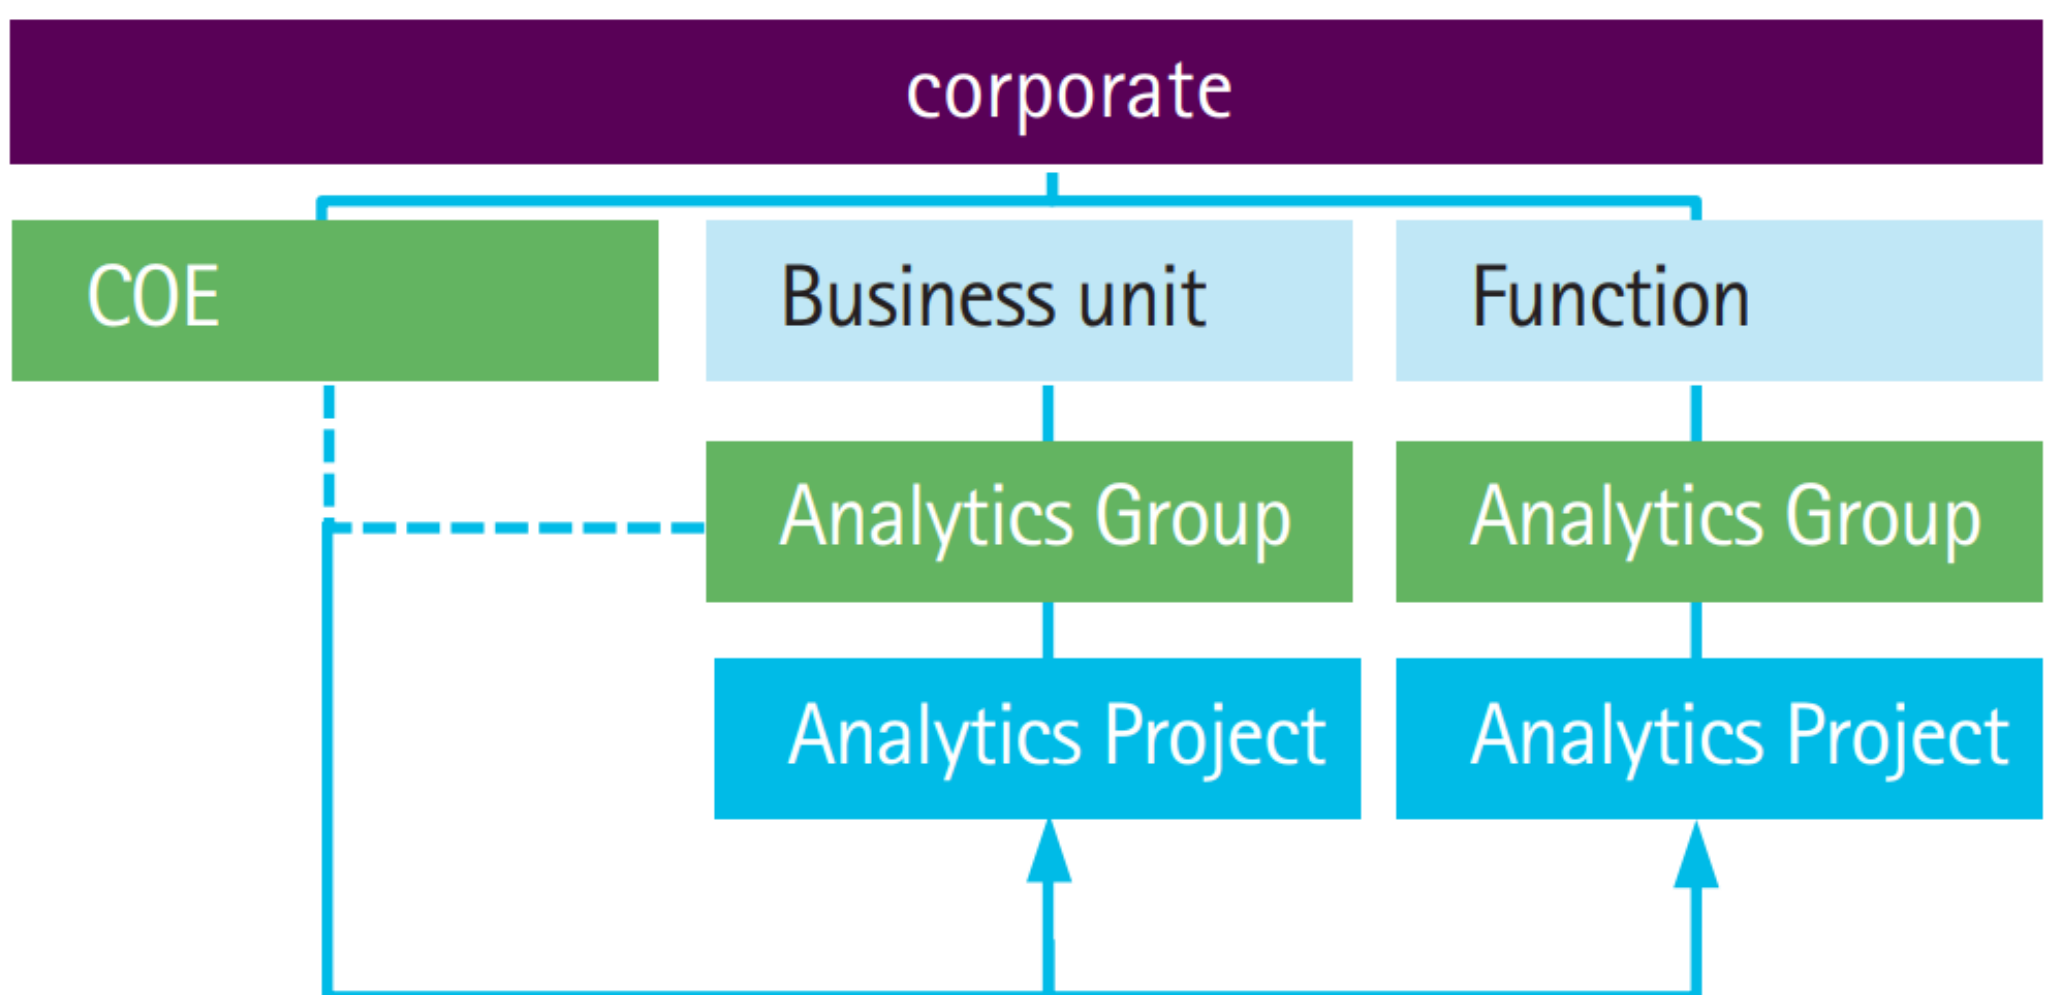 corporate
COE
Business unit
Function
Analytics Group
Analytics Group
Analytics Project
Analytics Project